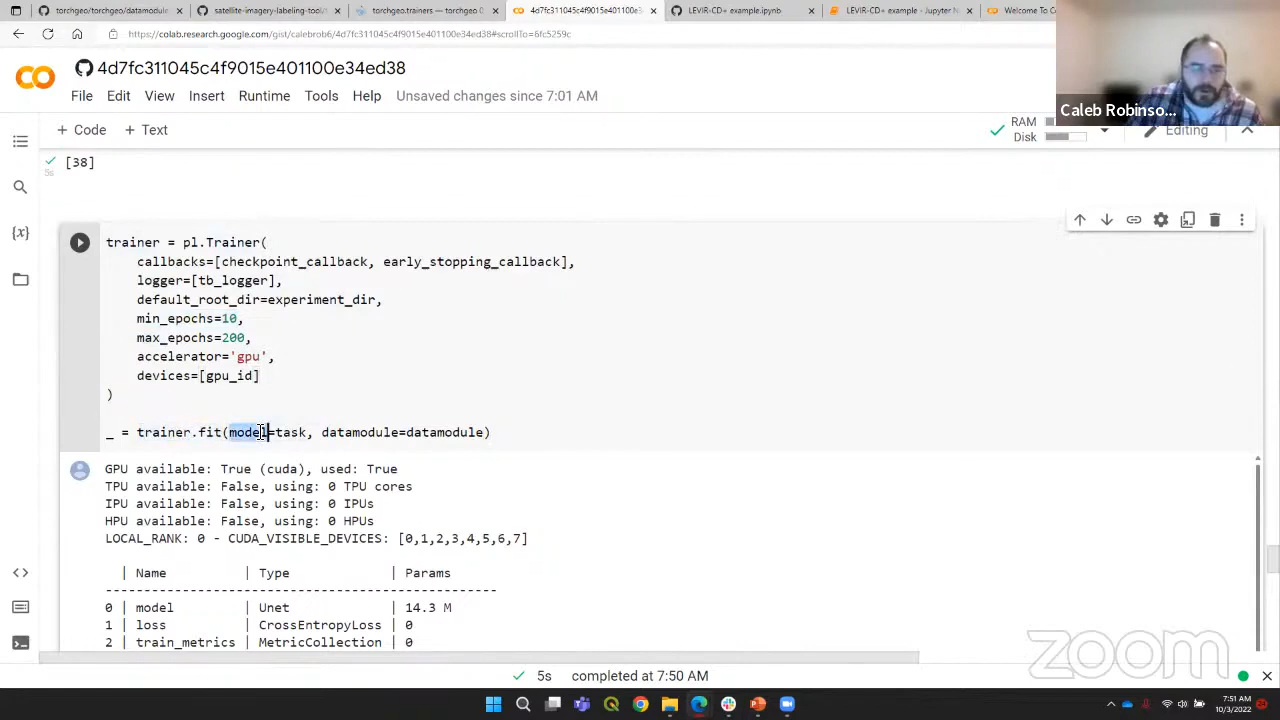 torchgeo/torchgeo/datamodule
satellite-imagery-labeling-tool/
torchgeo.trainers — torchgeo 0
4d7fc311045c4f9015e401100e3
LEVIR-CD+ example.ipynb
LEVIR-CD+ example - Jupyter N
Welcome To C
https://colab.research.google.com/gist/calebrob6/4d7fc311045c4f9015e401100e34ed38#scrollTo=6fc5259c
4d7fc311045c4f9015e401100e34ed38
File Edit View Insert Runtime Tools Help Unsaved changes since 7:01 AM
Caleb Robinso...
+ Code + Text
RAM
Disk
Editing
[38]
5s
trainer = pl.Trainer(
callbacks=[checkpoint_callback, early_stopping_callback],
logger=[tb_logger],
default_root_dir=experiment_dir,
min_epochs=10,
max_epochs=200,
accelerator='gpu',
devices=[gpu_id]
)
_ = trainer.fit(model=task, datamodule=datamodule)
GPU available: True (cuda), used: True
TPU available: False, using: 0 TPU cores
IPU available: False, using: 0 IPUs
HPU available: False, using: 0 HPUs
LOCAL_RANK: 0 - CUDA_VISIBLE_DEVICES: [0,1,2,3,4,5,6,7]
| Name | Type | Params
------------------------------------------------
0 | model | Unet | 14.3 M
1 | loss | CrossEntropyLoss | 0
2 | train_metrics | MetricCollection | 0
zoom
5s completed at 7:50 AM
7:51 AM
10/3/2022